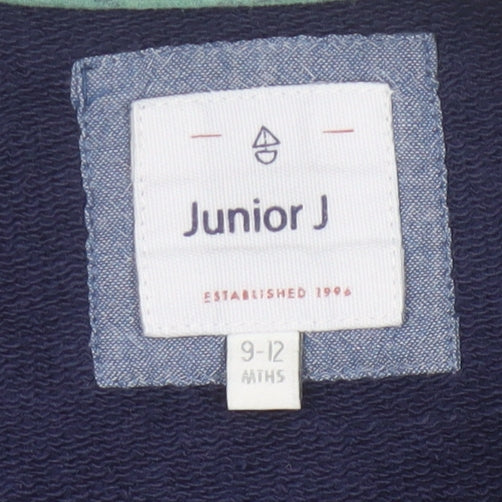 Junior J
ESTABLISHED 1996
9-12
MTHS